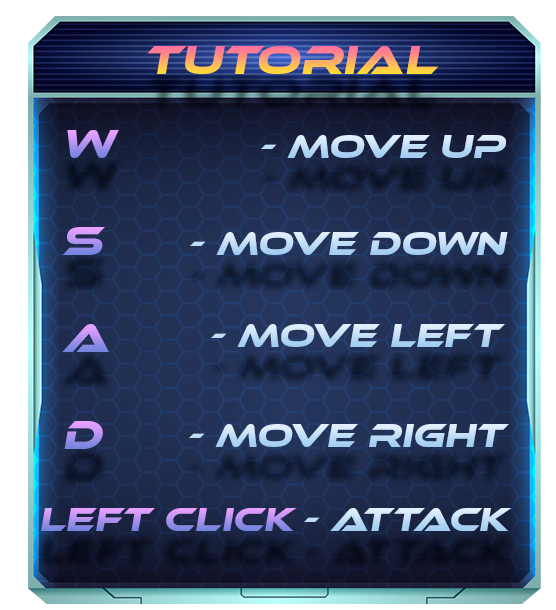 TUTORIAL
W - MOVE UP
S - MOVE DOWN
A - MOVE LEFT
D - MOVE RIGHT
LEFT CLICK - ATTACK